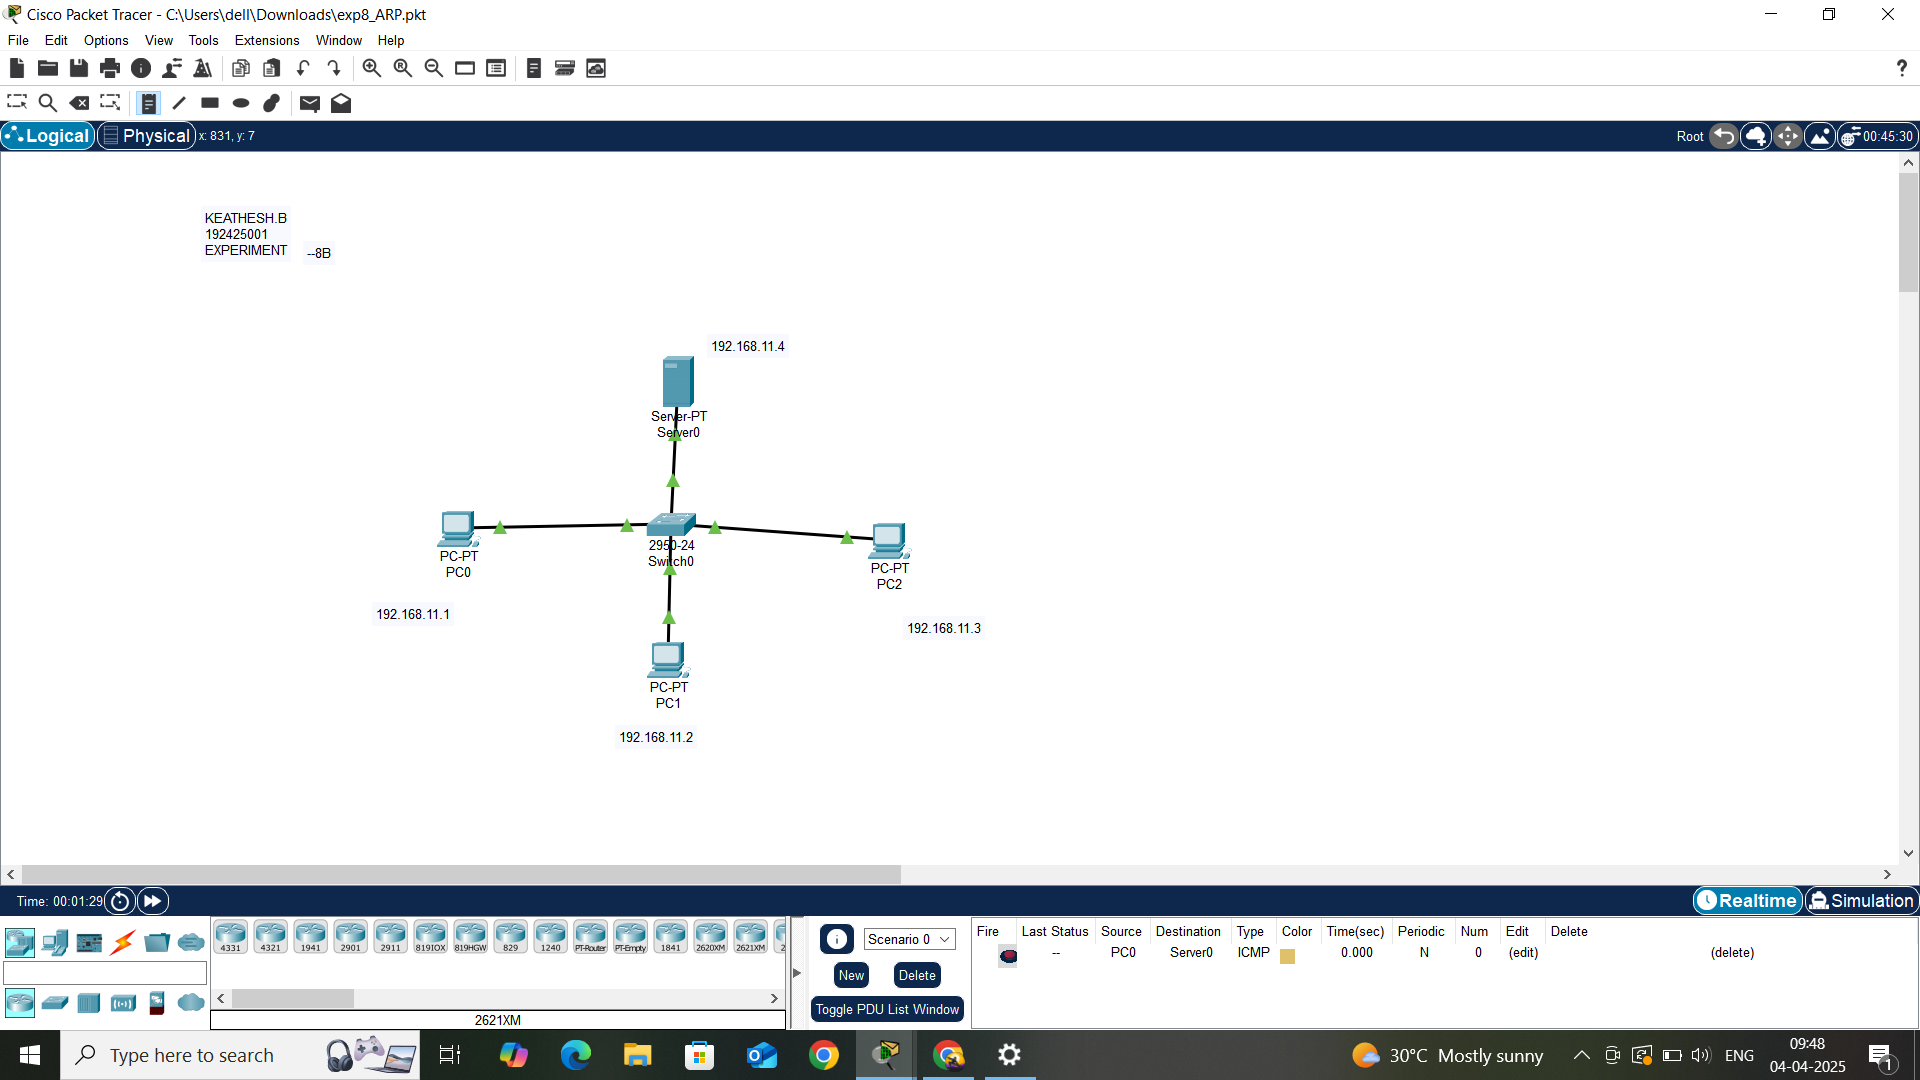 Cisco Packet Tracer - C:\Users\dell\Downloads\exp8_ARP.pkt
File Edit Options View Tools Extensions Window Help
?
Logical Physical x: 831, y: 7 Root 00:45:30
KEATHESH.B
192425001
EXPERIMENT --8B
192.168.11.4
Server-PT
Server0
2950-24
Switch0
PC-PT
PC0
PC-PT
PC2
192.168.11.1
192.168.11.3
PC-PT
PC1
192.168.11.2
Time: 00:01:29 Realtime Simulation
4331 4321 1941 2901 2911 819IOX 819HGW 829 1240 PT-Router PT-Empty 1841 2620XM 2621XM 2
2621XM
Scenario 0
New Delete
Toggle PDU List Window
Fire Last Status Source Destination Type Color Time(sec) Periodic Num Edit Delete
-- PC0 Server0 ICMP 0.000 N 0 (edit) (delete)
Type here to search 30°C Mostly sunny ENG 09:48
04-04-2025
1